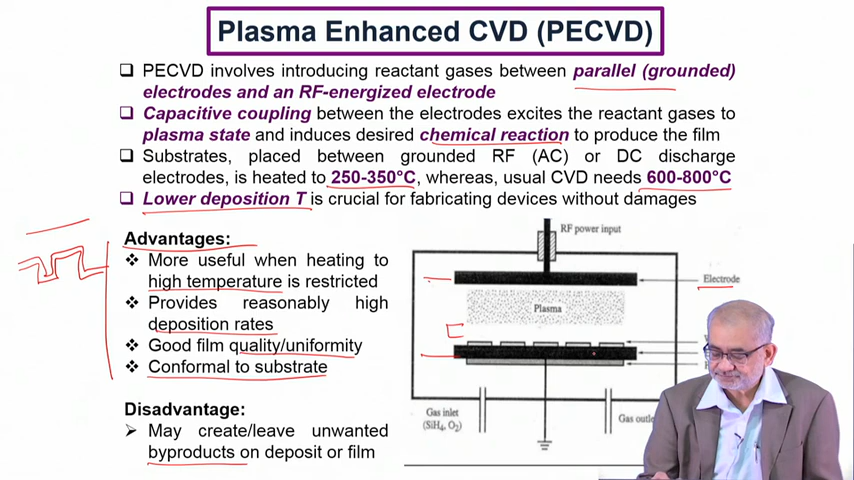 Plasma Enhanced CVD (PECVD)
PECVD involves introducing reactant gases between parallel (grounded)
electrodes and an RF-energized electrode
Capacitive coupling between the electrodes excites the reactant gases to
plasma state and induces desired chemical reaction to produce the film
Substrates, placed between grounded RF (AC) or DC discharge
electrodes, is heated to 250-350°C, whereas, usual CVD needs 600-800°C
Lower deposition T is crucial for fabricating devices without damages
Advantages:
More useful when heating to
high temperature is restricted
Provides reasonably high
deposition rates
Good film quality/uniformity
Conformal to substrate
Disadvantage:
May create/leave unwanted
byproducts on deposit or film
RF power input
Electrode
Plasma
Gas inlet
(SiH4, O2)
Gas outle